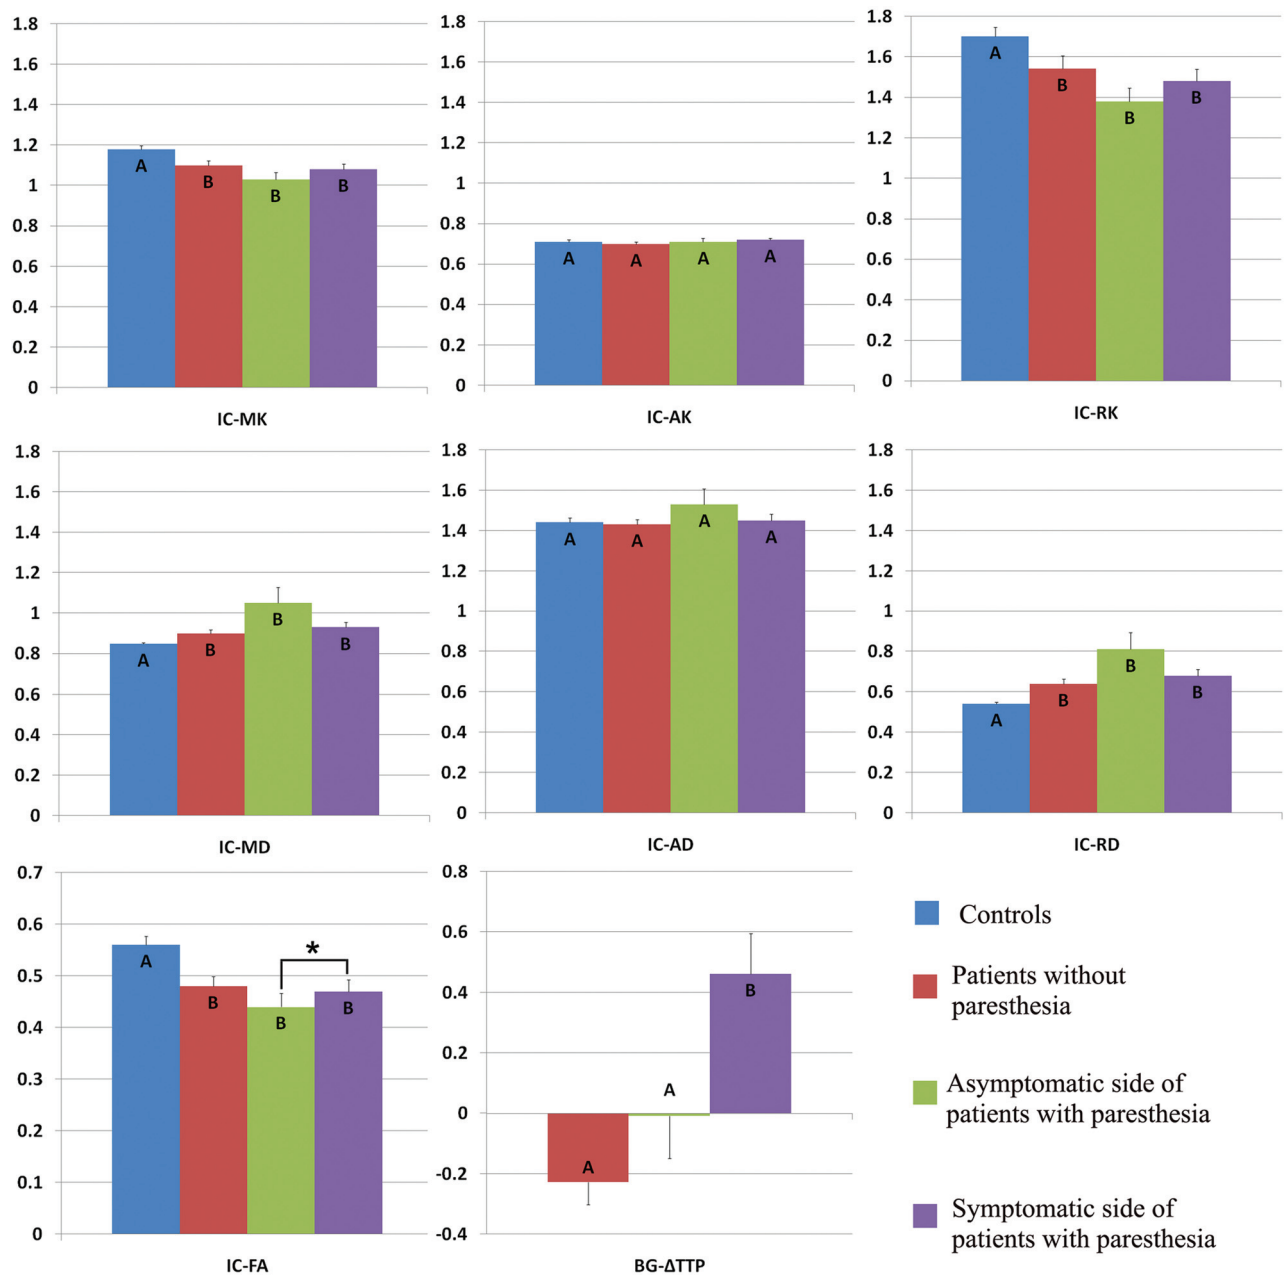 1.8
1.6
1.4
1.2
1
0.8
0.6
0.4
0.2
0
A
B
B
B
IC-MK
1.8
1.6
1.4
1.2
1
0.8
0.6
0.4
0.2
0
A
A
A
A
IC-AK
1.8
1.6
1.4
1.2
1
0.8
0.6
0.4
0.2
0
A
B
B
B
IC-RK
1.8
1.6
1.4
1.2
1
0.8
0.6
0.4
0.2
0
A
B
B
B
IC-MD
1.8
1.6
1.4
1.2
1
0.8
0.6
0.4
0.2
0
A
A
A
A
IC-AD
1.8
1.6
1.4
1.2
1
0.8
0.6
0.4
0.2
0
A
B
B
B
IC-RD
0.7
0.6
0.5
0.4
0.3
0.2
0.1
0
A
B
B
B
*
IC-FA
0.8
0.6
0.4
0.2
0
-0.2
-0.4
A
A
B
BG-ΔTTP
Controls
Patients without
paresthesia
Asymptomatic side of
patients with paresthesia
Symptomatic side of
patients with paresthesia